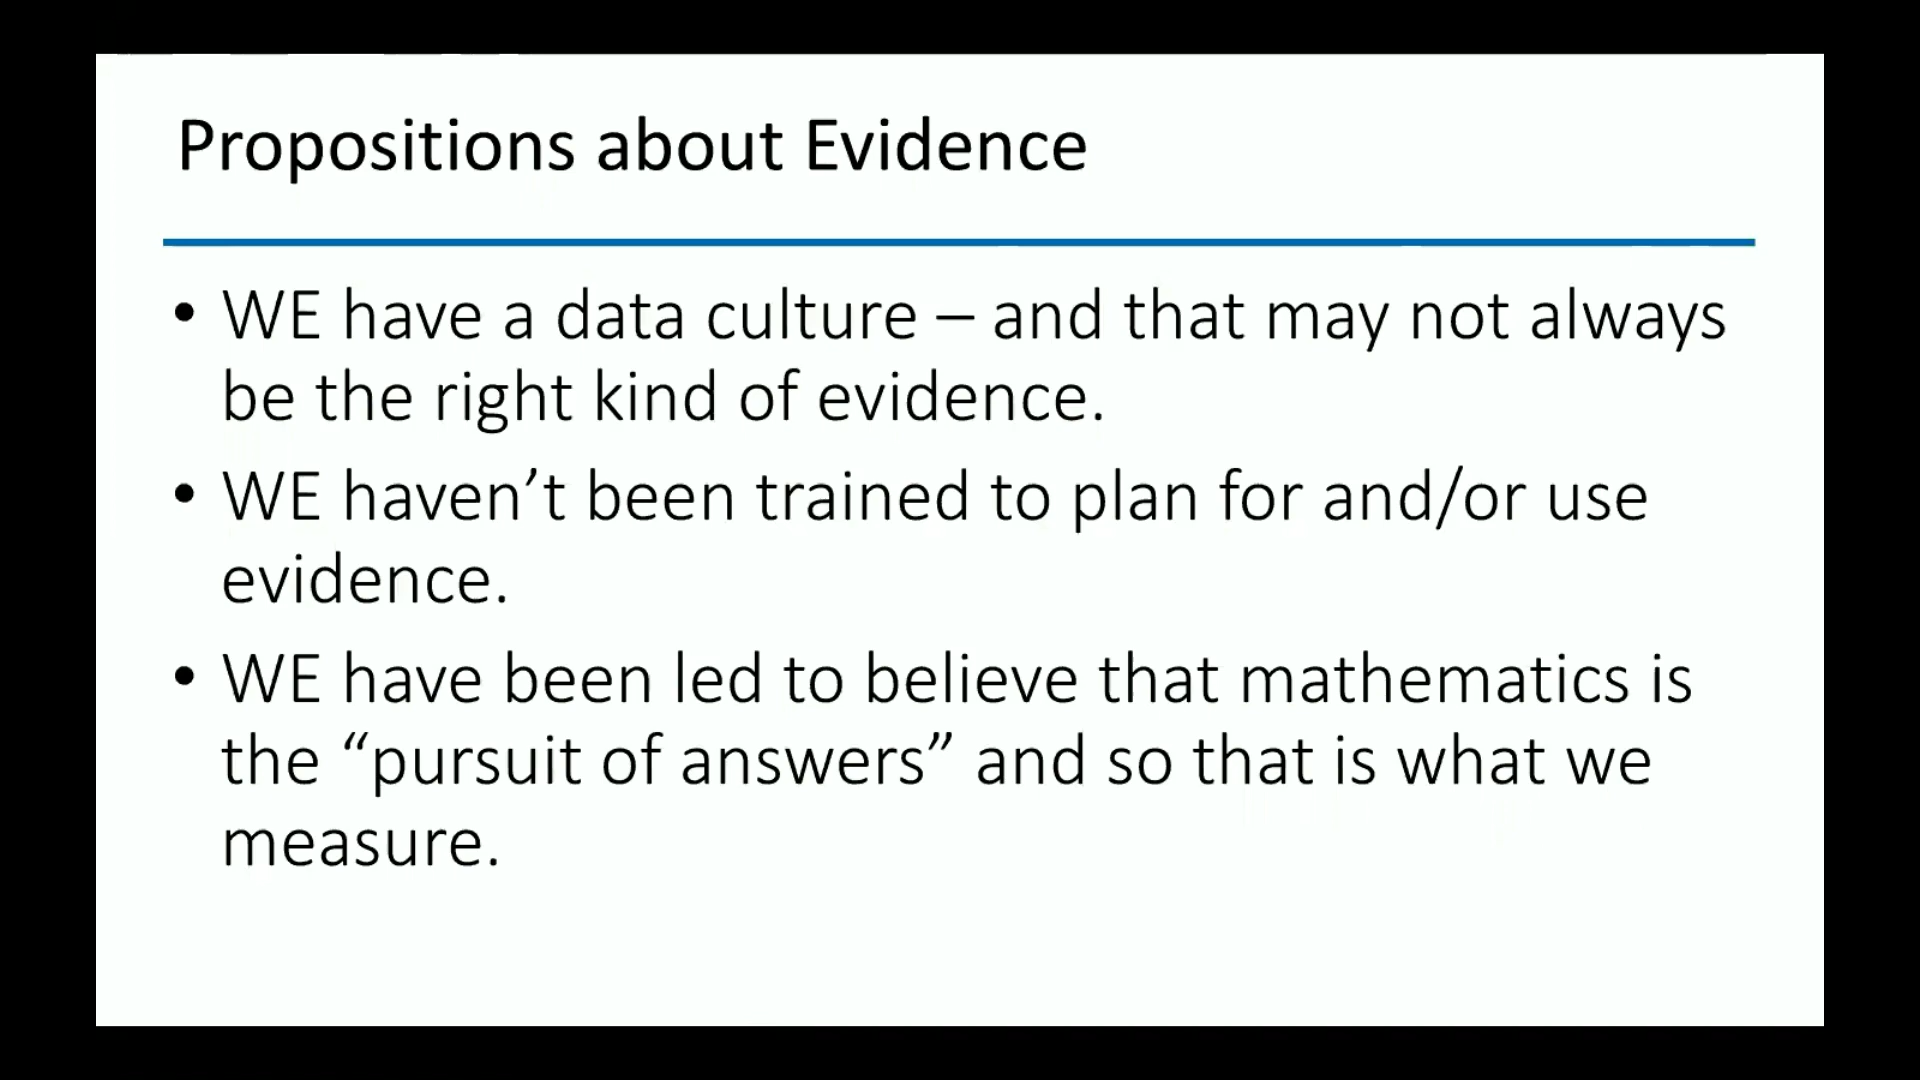 Propositions about Evidence
• WE have a data culture – and that may not always
be the right kind of evidence.
• WE haven’t been trained to plan for and/or use
evidence.
• WE have been led to believe that mathematics is
the “pursuit of answers” and so that is what we
measure.